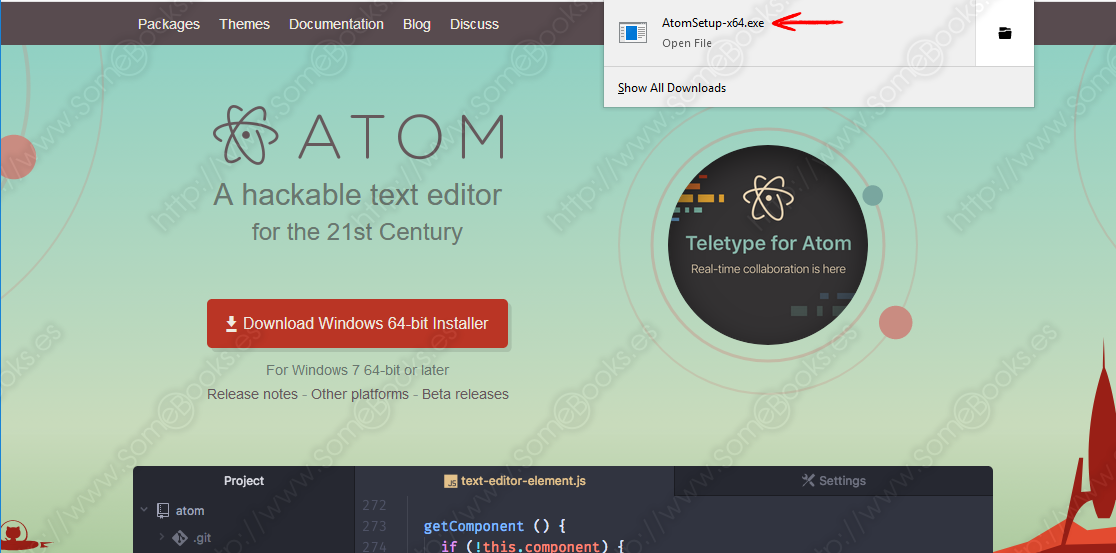 Packages Themes Documentation Blog Discuss
AtomSetup-x64.exe
Open File
Show All Downloads
ATOM
A hackable text editor
for the 21st Century
Teletype for Atom
Real-time collaboration is here
Download Windows 64-bit Installer
For Windows 7 64-bit or later
Release notes - Other platforms - Beta releases
Project
JS text-editor-element.js
Settings
atom
.git
272
273 getComponent () {
274 if (!this.component) {
http://www.SomeBooks.es